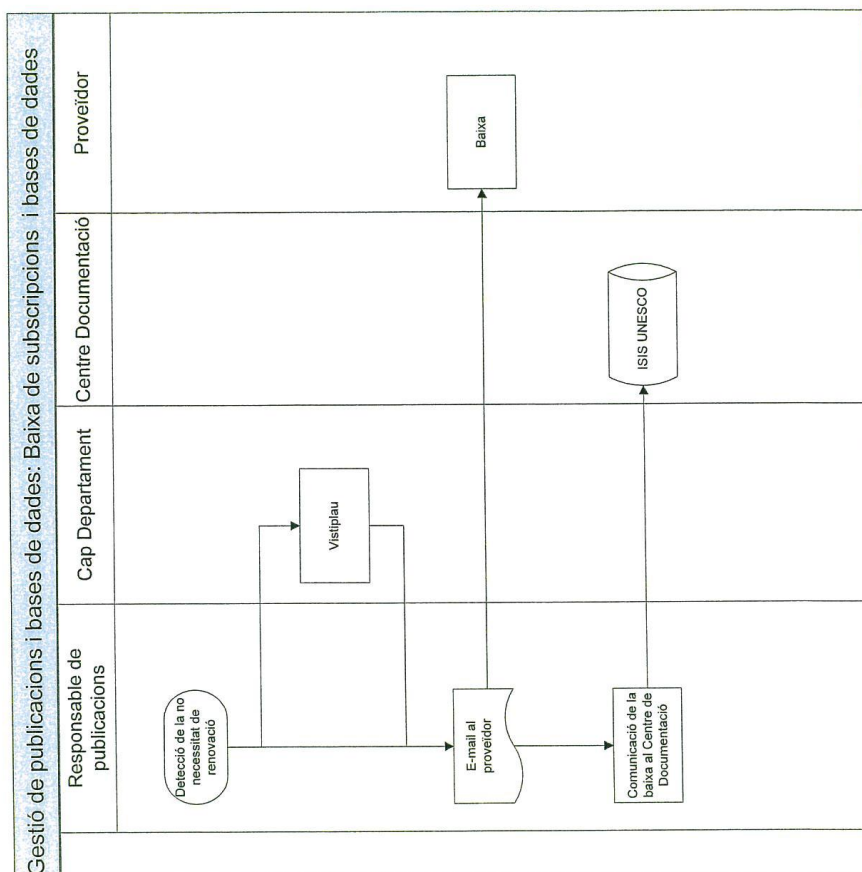 Gestió de publicacions i bases de dades: Baixa de subscripcions i bases de dades
Responsable de
publicacions
Cap Departament
Centre Documentació
Proveïdor
Detecció de la no
necessitat de
renovació
Vistiplau
E-mail al
proveïdor
Baixa
Comunicació de la
baixa al Centre de
Documentació
ISIS UNESCO